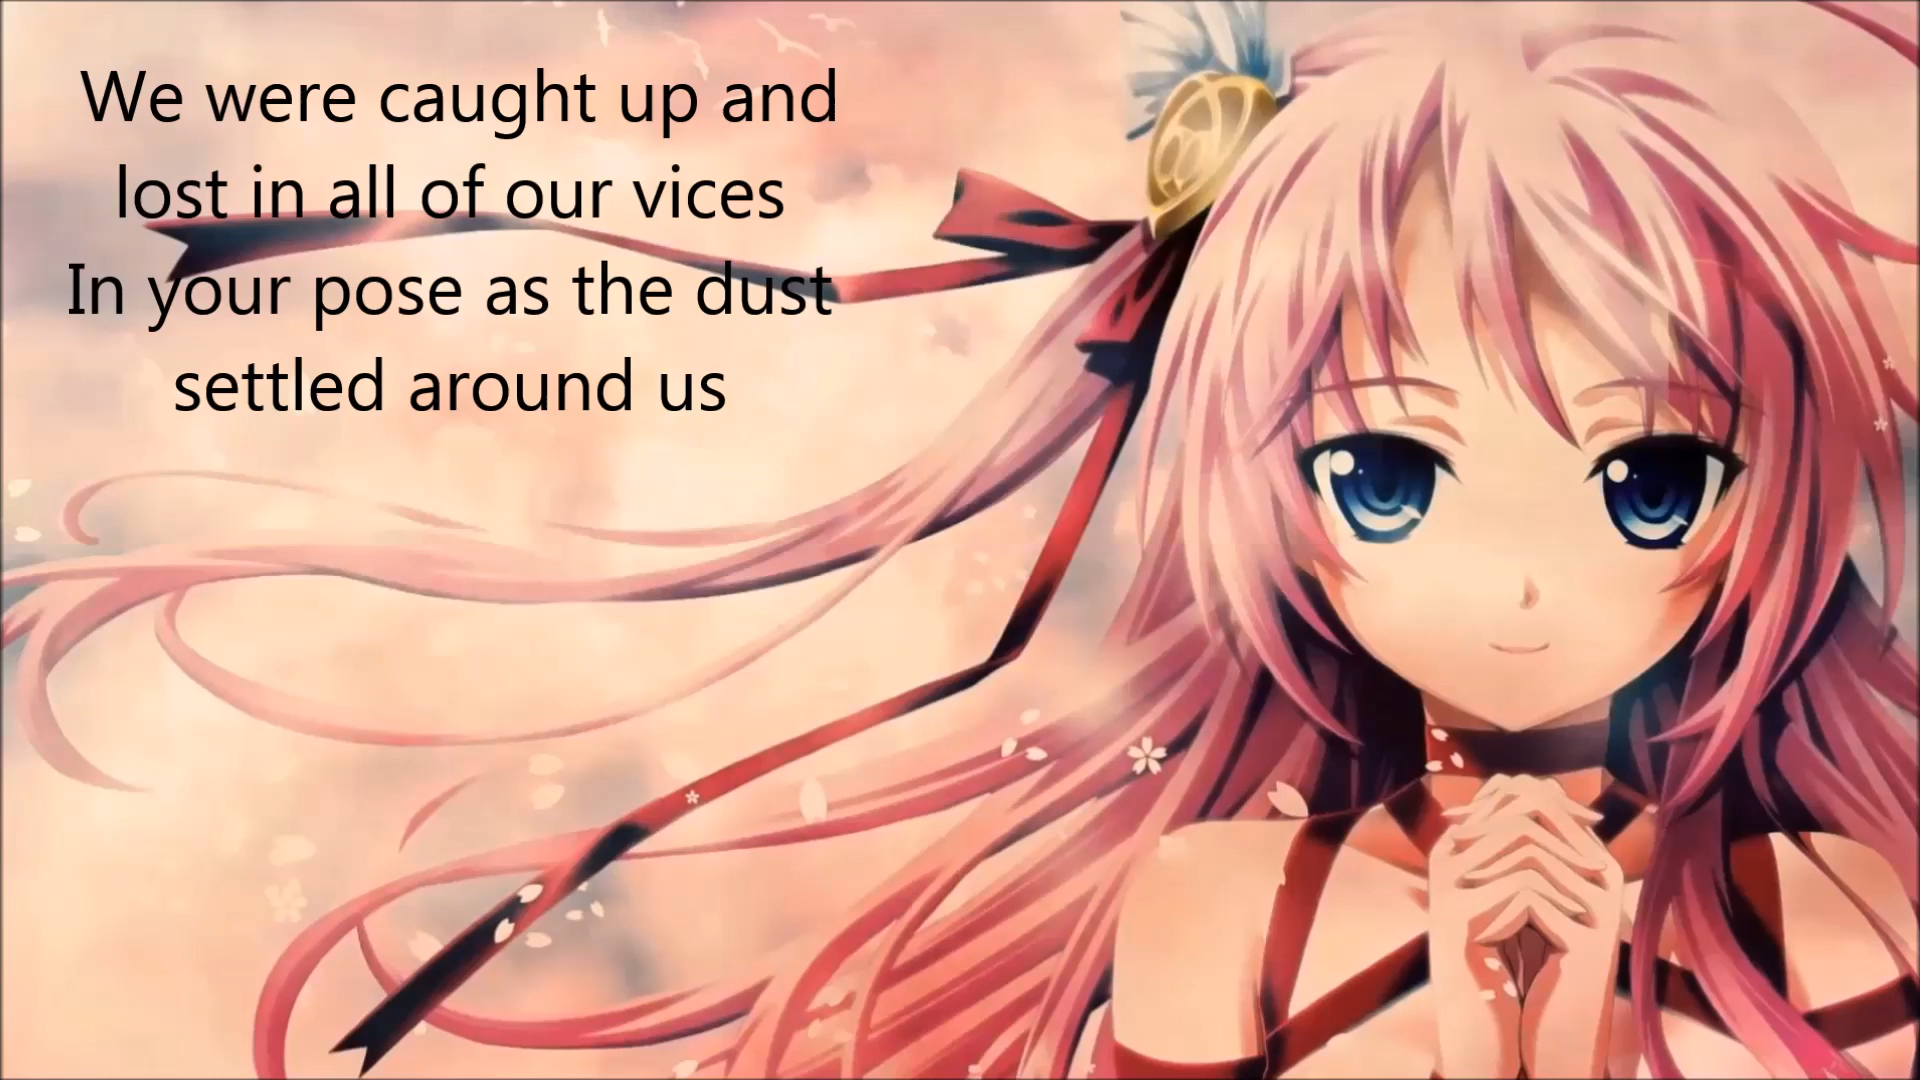 We were caught up and
lost in all of our vices
In your pose as the dust
settled around us